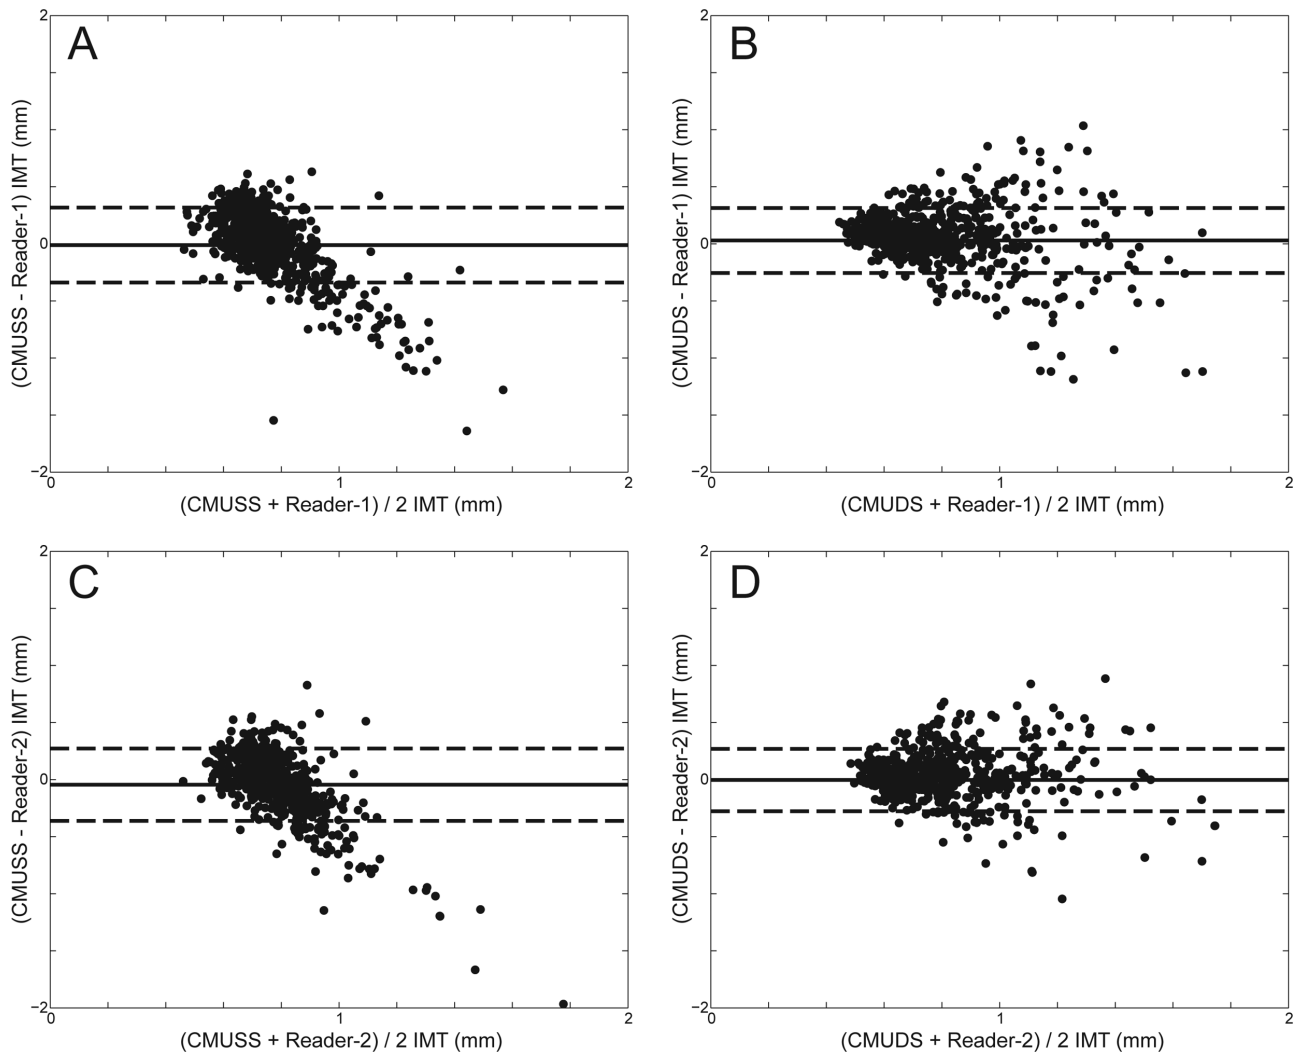 A
2
0
−2
(CMUSS - Reader-1) IMT (mm)
0
1
2
(CMUSS + Reader-1) / 2 IMT (mm)
B
2
0
−2
(CMUDS - Reader-1) IMT (mm)
0
1
2
(CMUDS + Reader-1) / 2 IMT (mm)
C
2
0
−2
(CMUSS - Reader-2) IMT (mm)
0
1
2
(CMUSS + Reader-2) / 2 IMT (mm)
D
2
0
−2
(CMUDS - Reader-2) IMT (mm)
0
1
2
(CMUDS + Reader-2) / 2 IMT (mm)